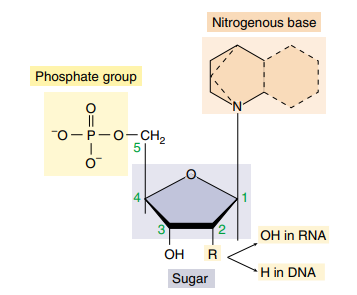 Nitrogenous base
Phosphate group
N
O
⁻O–P–O–CH₂
O⁻
5
O
4
1
3
2
OH
R
OH in RNA
H in DNA
Sugar